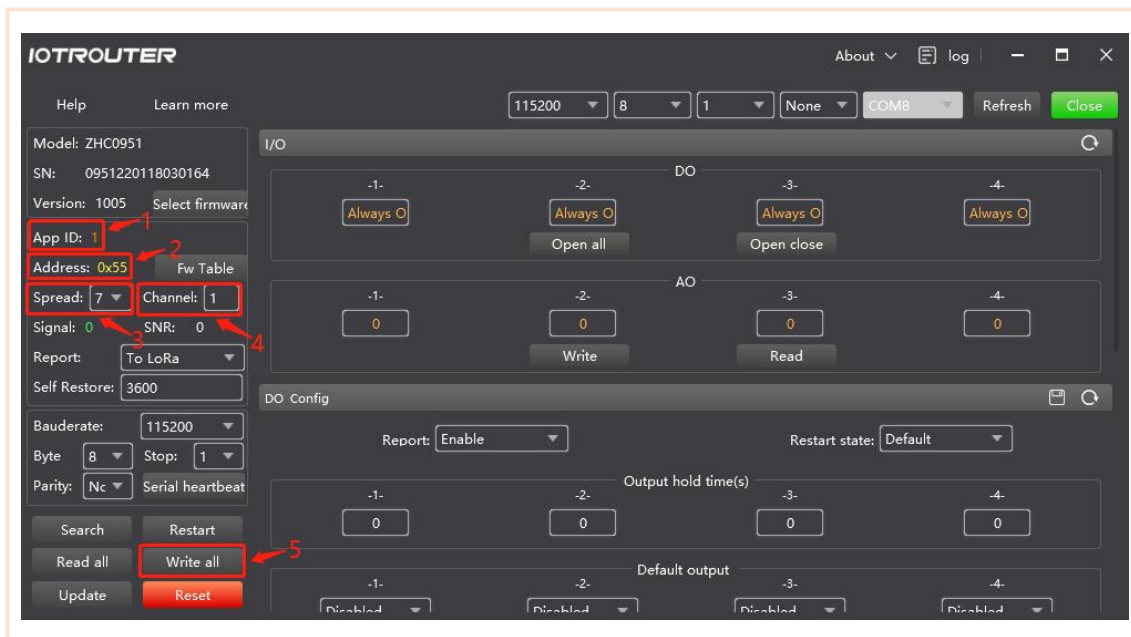 IOTROUTER About log
Help Learn more 115200 8 1 None COM8 Refresh Close
Model: ZHC0951
SN: 0951220118030164
Version: 1005 Select firmware
App ID: 1
1
Address: 0x55 Fw Table
2
Spread: 7 Channel: 1
Signal: 0 SNR: 0
3
4
Report: To LoRa
Self Restore: 3600
Bauderate: 115200
Byte 8 Stop: 1
Parity: Nc Serial heartbeat
Search Restart
Read all Write all
5
Update Reset
I/O
DO
-1- -2- -3- -4-
Always O Always O Always O Always O
Open all Open close
AO
-1- -2- -3- -4-
0 0 0 0
Write Read
DO Config
Report: Enable Restart state: Default
Output hold time(s)
-1- -2- -3- -4-
0 0 0 0
Default output
-1- -2- -3- -4-
Disabled Disabled Disabled Disabled